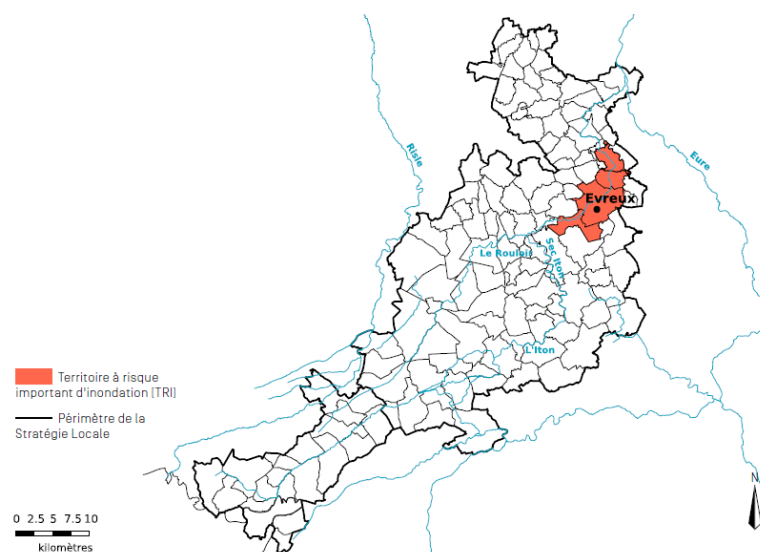 Risle
Eure
Evreux
Le Rouloir
Sec Iton
L'Iton
Territoire à risque
important d'inondation [TRI]
Périmètre de la
Stratégie Locale
0 2.5 5 7.5 10
kilomètres
N